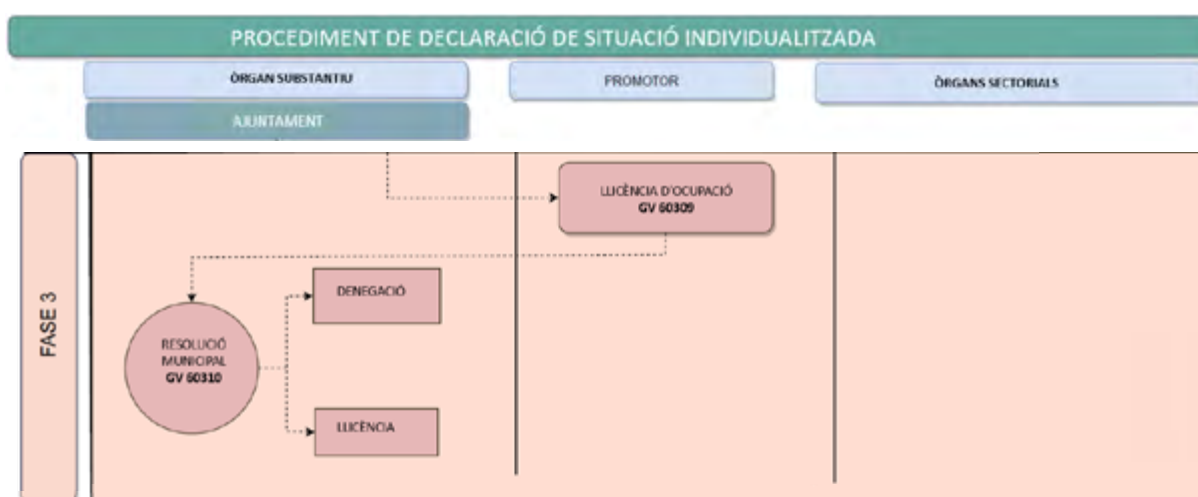 PROCEDIMENT DE DECLARACIÓ DE SITUACIÓ INDIVIDUALITZADA
ÒRGAN SUBSTANTIU
PROMOTOR
ÒRGANS SECTORIALS
AJUNTAMENT
FASE 3
LLICÈNCIA D'OCUPACIÓ
GV 60309
DENEGACIÓ
RESOLUCIÓ
MUNICIPAL
GV 60310
LLICÈNCIA